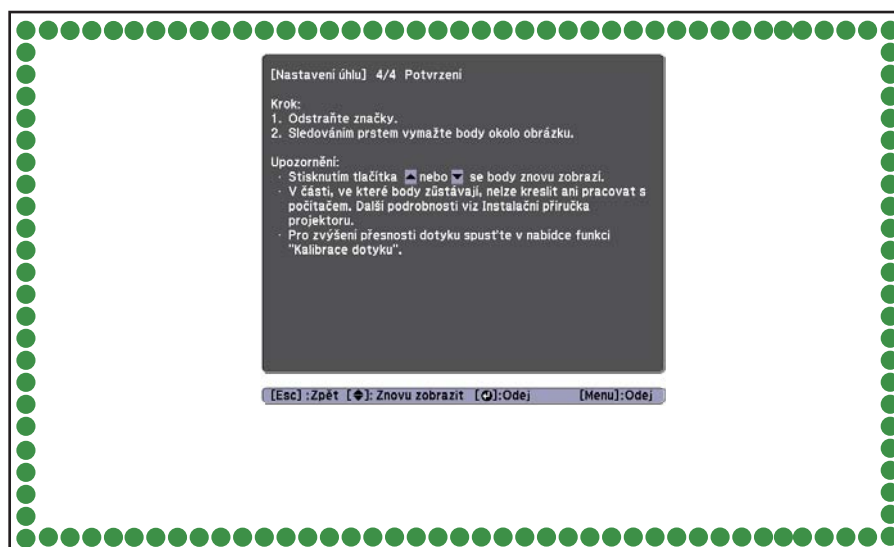 [Nastavení úhlu] 4/4 Potvrzení
Krok:
1. Odstraňte značky.
2. Sledováním prstem vymažte body okolo obrázku.
Upozornění:
· Stisknutím tlačítka nebo se body znovu zobrazí.
· V části, ve které body zůstávají, nelze kreslit ani pracovat s
počítačem. Další podrobnosti viz Instalační příručka
projektoru.
· Pro zvýšení přesnosti dotyku spusťte v nabídce funkci
"Kalibrace dotyku".
[Esc] :Zpět [ ]: Znovu zobrazit [ ]:Odej [Menu]:Odej